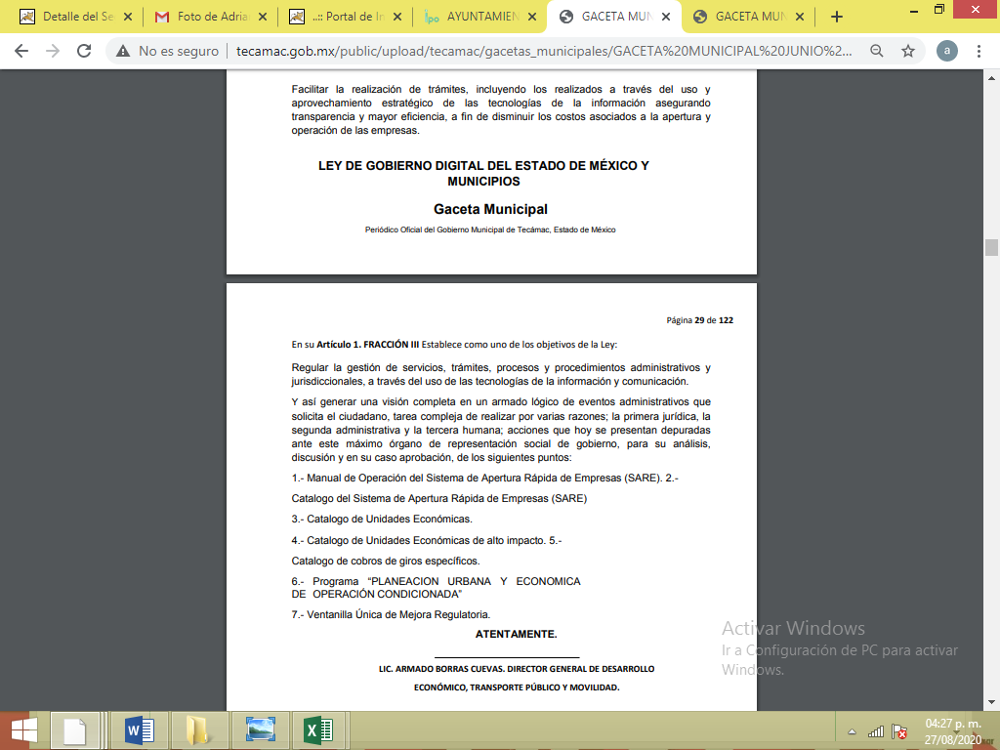 Detalle del Se
Foto de Adria
..:: Portal de In
ipo AYUNTAMIEN
GACETA MUN
GACETA MUN
No es seguro | tecamac.gob.mx/public/upload/tecamac/gacetas_municipales/GACETA%20MUNICIPAL%20JUNIO%2...
a
Facilitar la realización de trámites, incluyendo los realizados a través del uso y
aprovechamiento estratégico de las tecnologías de la información asegurando
transparencia y mayor eficiencia, a fin de disminuir los costos asociados a la apertura y
operación de las empresas.
LEY DE GOBIERNO DIGITAL DEL ESTADO DE MÉXICO Y
MUNICIPIOS
Gaceta Municipal
Periódico Oficial del Gobierno Municipal de Tecámac, Estado de México
Página 29 de 122
En su Artículo 1. FRACCIÓN III Establece como uno de los objetivos de la Ley:
Regular la gestión de servicios, trámites, procesos y procedimientos administrativos y
jurisdiccionales, a través del uso de las tecnologías de la información y comunicación.
Y así generar una visión completa en un armado lógico de eventos administrativos que
solicita el ciudadano, tarea compleja de realizar por varias razones; la primera jurídica, la
segunda administrativa y la tercera humana; acciones que hoy se presentan depuradas
ante este máximo órgano de representación social de gobierno, para su análisis,
discusión y en su caso aprobación, de los siguientes puntos:
1.- Manual de Operación del Sistema de Apertura Rápida de Empresas (SARE). 2.-
Catalogo del Sistema de Apertura Rápida de Empresas (SARE)
3.- Catalogo de Unidades Económicas.
4.- Catalogo de Unidades Económicas de alto impacto. 5.-
Catalogo de cobros de giros específicos.
6.- Programa “PLANEACION URBANA Y ECONOMICA
DE OPERACIÓN CONDICIONADA”
7.- Ventanilla Única de Mejora Regulatoria.
ATENTAMENTE.
LIC. ARMADO BORRAS CUEVAS. DIRECTOR GENERAL DE DESARROLLO
ECONÓMICO, TRANSPORTE PÚBLICO Y MOVILIDAD.
Activar Windows
Ir a Configuración de PC para activar
Windows.
04:27 p. m.
27/08/2020